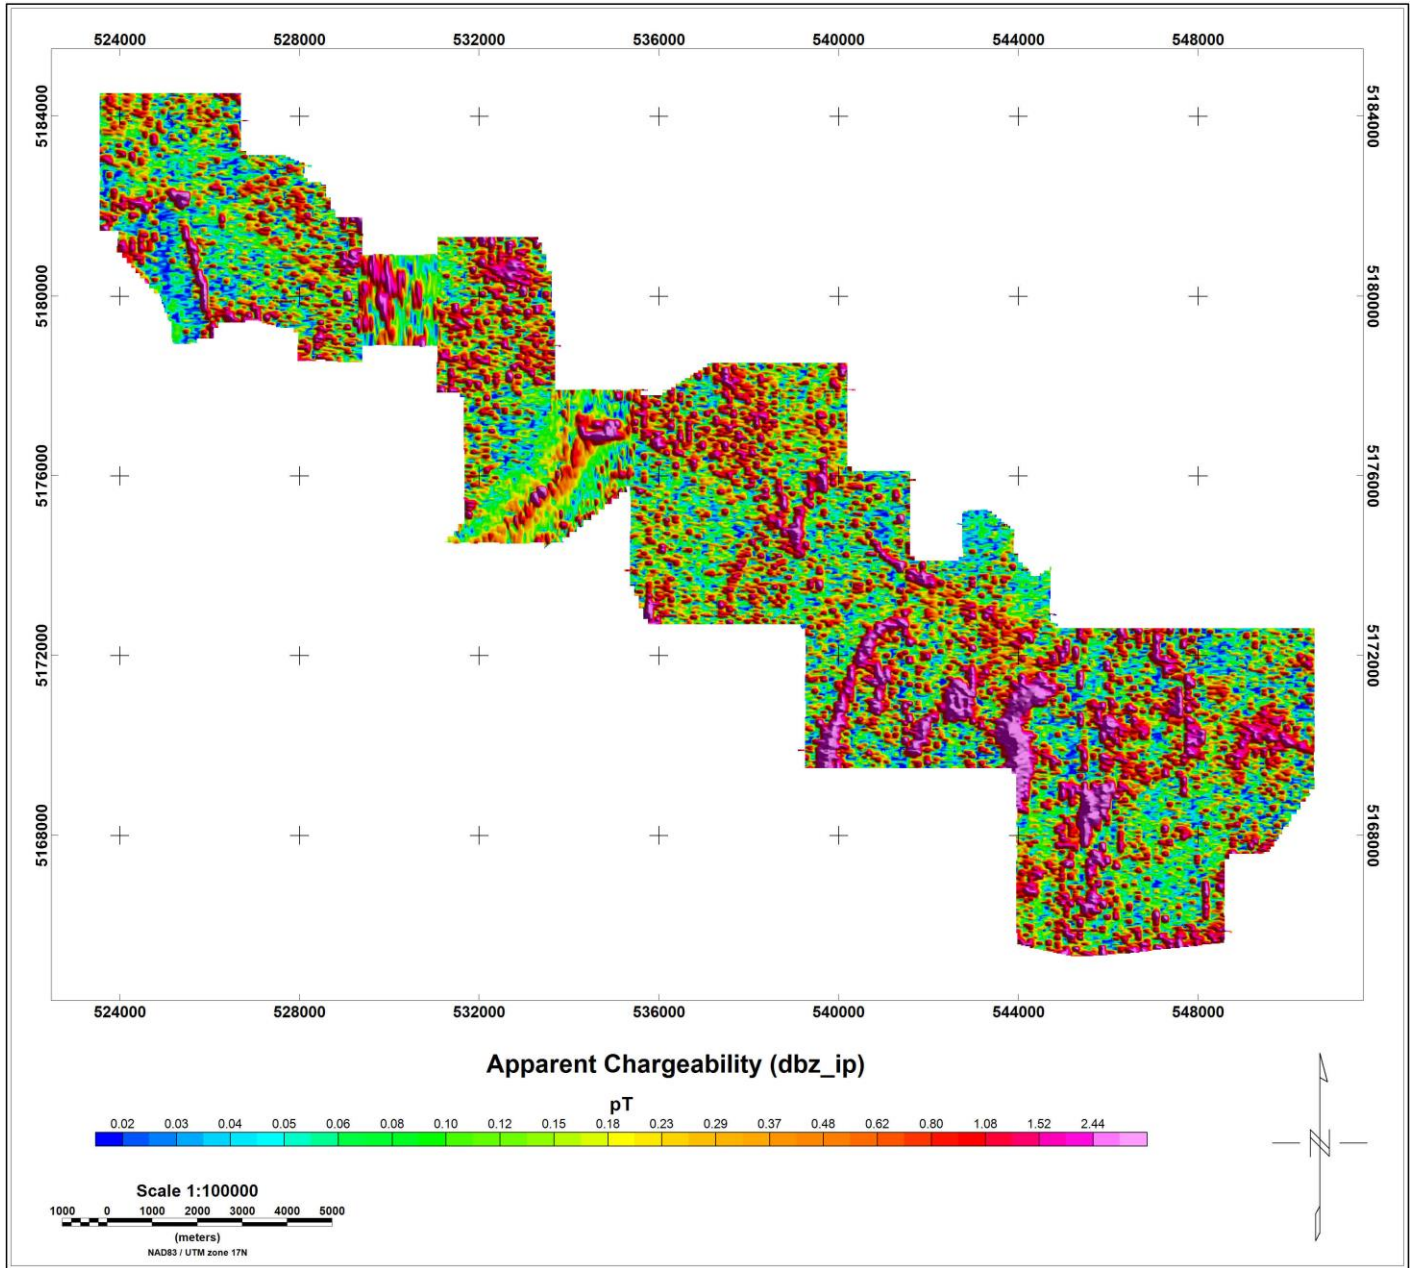 524000 528000 532000 536000 540000 544000 548000
5184000 5184000
5180000 5180000
5176000 5176000
5172000 5172000
5168000 5168000
524000 528000 532000 536000 540000 544000 548000
Apparent Chargeability (dbz_ip)
pT
0.02 0.03 0.04 0.05 0.06 0.08 0.10 0.12 0.15 0.18 0.23 0.29 0.37 0.48 0.62 0.80 1.08 1.52 2.44
N
Scale 1:100000
1000 0 1000 2000 3000 4000 5000
(meters)
NAD83 / UTM zone 17N